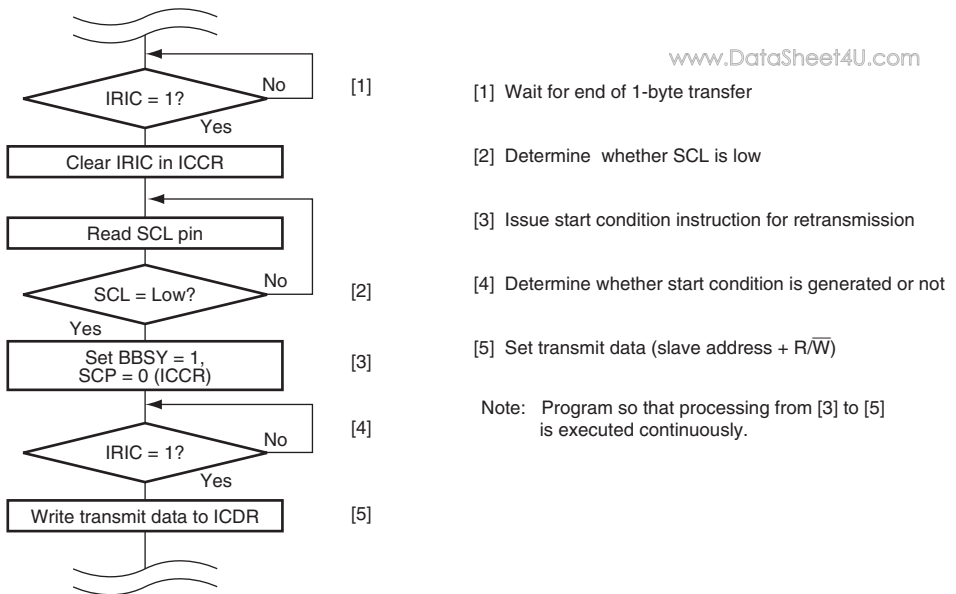 www.DataSheet4U.com
IRIC = 1?
No
Yes
[1]
Clear IRIC in ICCR
Read SCL pin
SCL = Low?
No
Yes
[2]
Set BBSY = 1,
SCP = 0 (ICCR)
[3]
IRIC = 1?
No
Yes
[4]
Write transmit data to ICDR
[5]
[1] Wait for end of 1-byte transfer
[2] Determine whether SCL is low
[3] Issue start condition instruction for retransmission
[4] Determine whether start condition is generated or not
[5] Set transmit data (slave address + R/W̅)
Note: Program so that processing from [3] to [5]
is executed continuously.